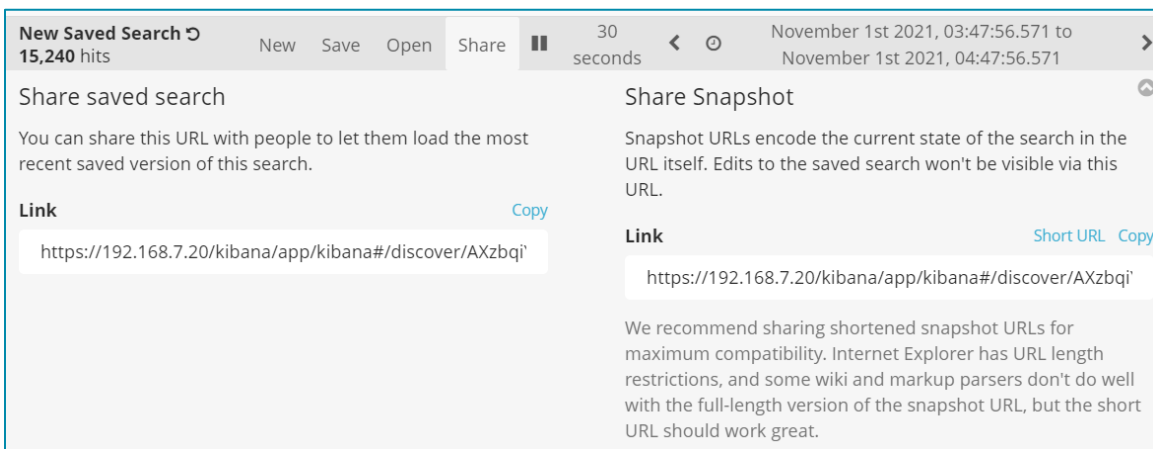 New Saved Search
15,240 hits
New Save Open Share
30
seconds
November 1st 2021, 03:47:56.571 to
November 1st 2021, 04:47:56.571
Share saved search
You can share this URL with people to let them load the most
recent saved version of this search.
Link Copy
https://192.168.7.20/kibana/app/kibana#/discover/AXzbqi
Share Snapshot
Snapshot URLs encode the current state of the search in the
URL itself. Edits to the saved search won't be visible via this
URL.
Link Short URL Copy
https://192.168.7.20/kibana/app/kibana#/discover/AXzbqi
We recommend sharing shortened snapshot URLs for
maximum compatibility. Internet Explorer has URL length
restrictions, and some wiki and markup parsers don't do well
with the full-length version of the snapshot URL, but the short
URL should work great.